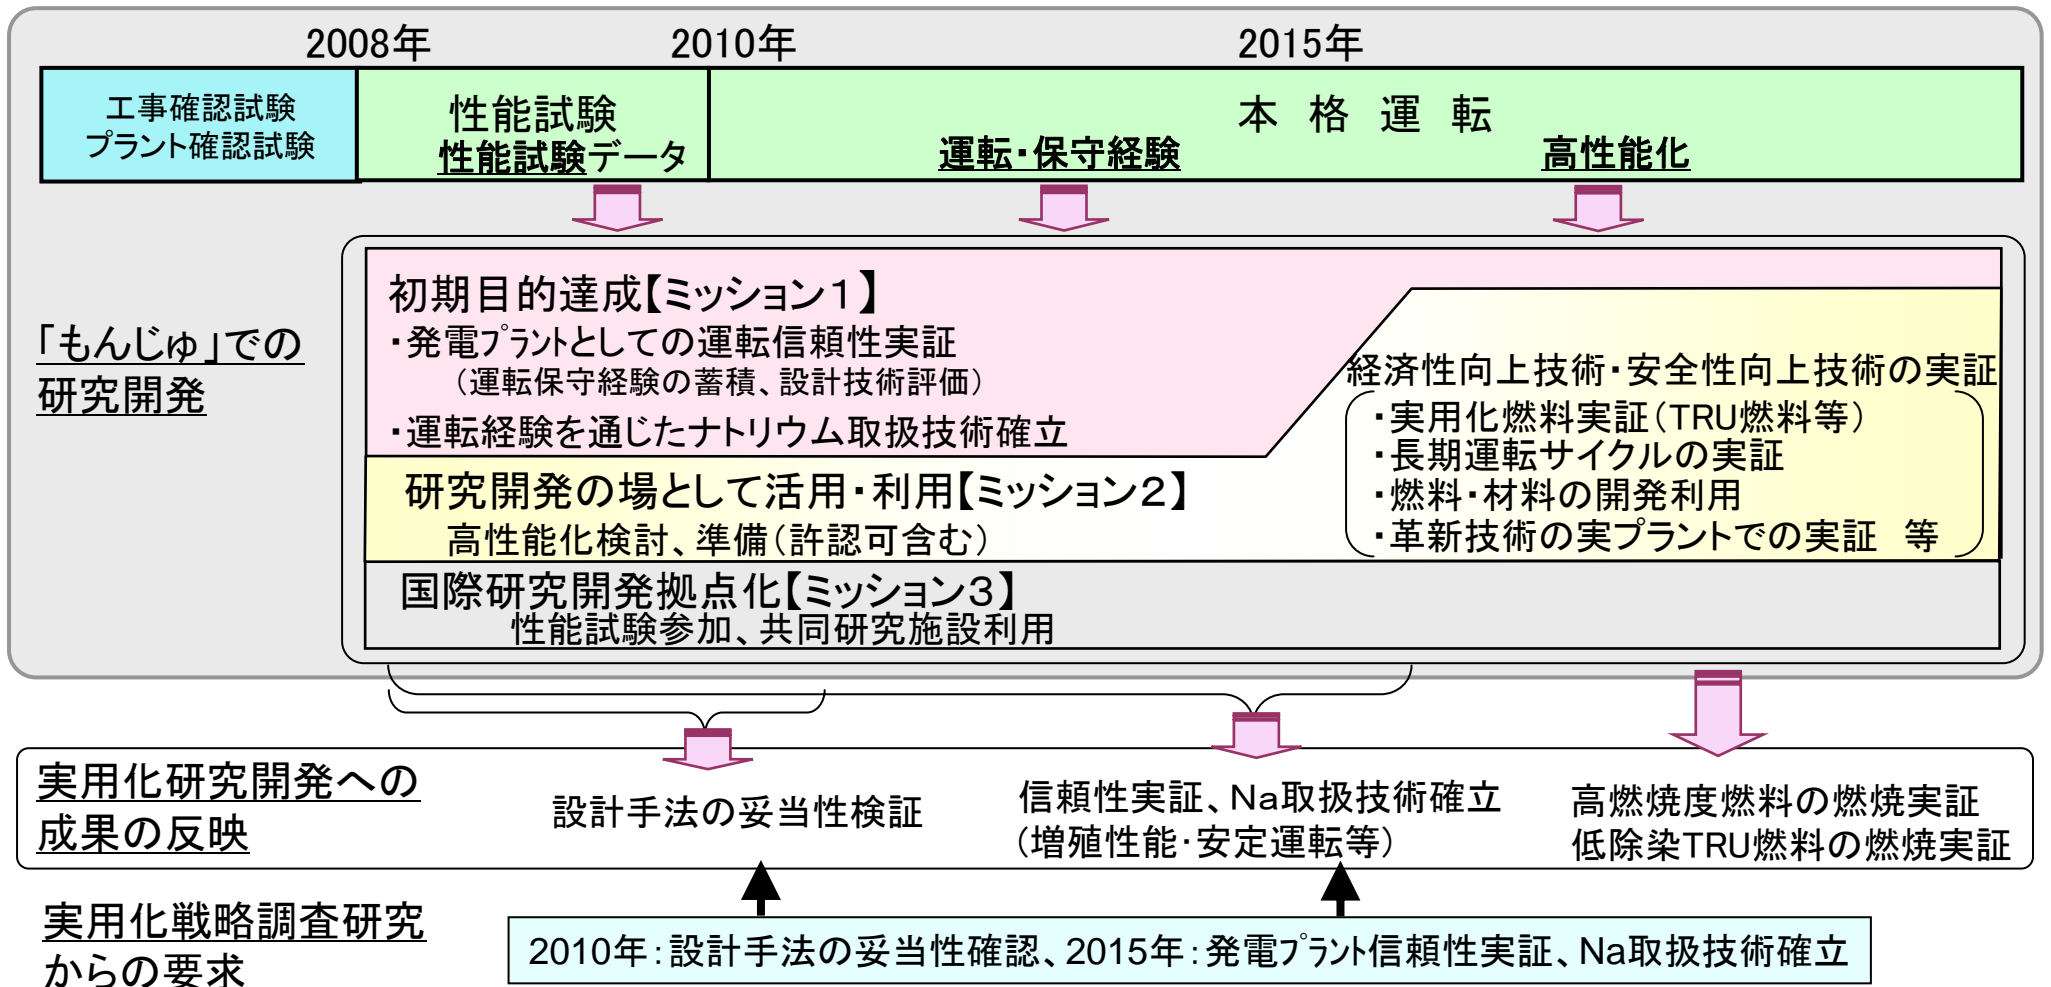 2008年
2010年
2015年
工事確認試験
プラント確認試験
性能試験
性能試験データ
本 格 運 転
運転・保守経験
高性能化
「もんじゅ」での
研究開発
初期目的達成【ミッション1】
・発電プラントとしての運転信頼性実証
（運転保守経験の蓄積、設計技術評価）
・運転経験を通じたナトリウム取扱技術確立
経済性向上技術・安全性向上技術の実証
・実用化燃料実証（TRU燃料等）
・長期運転サイクルの実証
・燃料・材料の開発利用
・革新技術の実プラントでの実証　等
研究開発の場として活用・利用【ミッション2】
高性能化検討、準備（許認可含む）
国際研究開発拠点化【ミッション3】
性能試験参加、共同研究施設利用
実用化研究開発への
成果の反映
設計手法の妥当性検証
信頼性実証、Na取扱技術確立
（増殖性能・安定運転等）
高燃焼度燃料の燃焼実証
低除染TRU燃料の燃焼実証
実用化戦略調査研究
からの要求
2010年：設計手法の妥当性確認、2015年：発電プラント信頼性実証、Na取扱技術確立